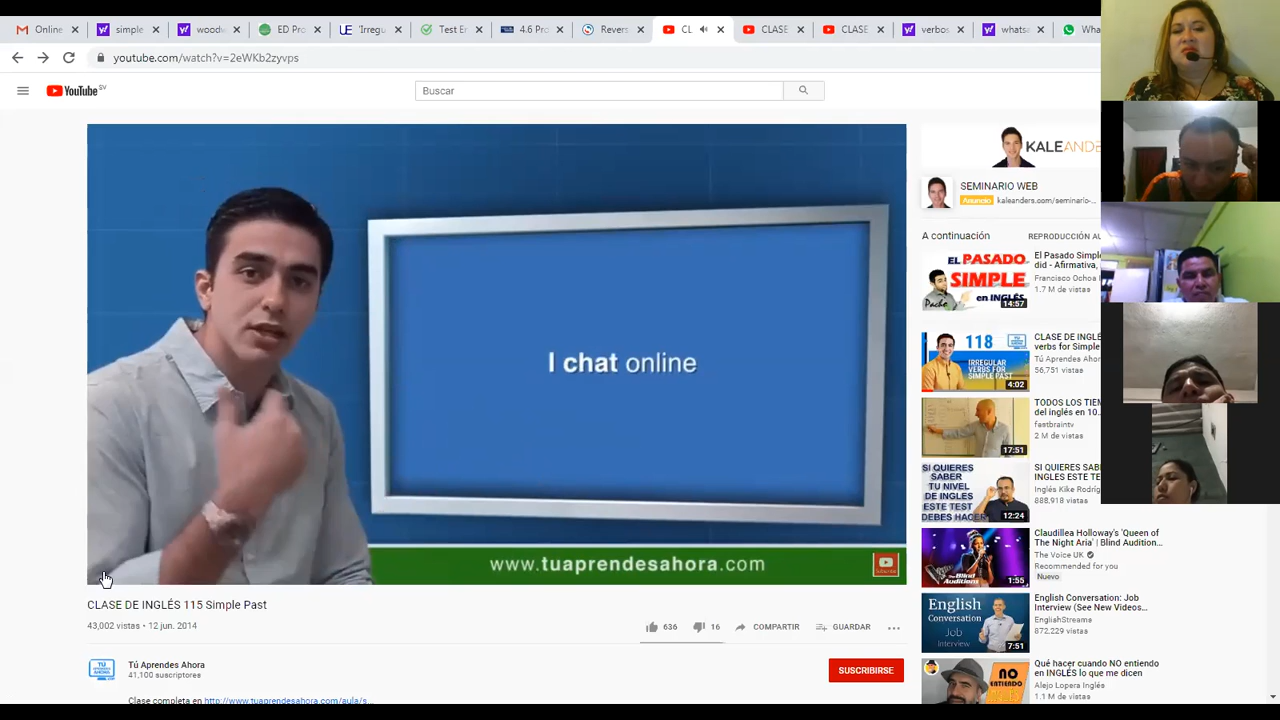 Online
simple
woodw
ED Pro
'Irregu
Test En
4.6 Pro
Revers
CL
CLASE
CLASE
verbos
whats
Wha
youtube.com/watch?v=2eWKb2zyvps
YouTube SV
Buscar
I chat online
www.tuaprendesahora.com
CLASE DE INGLÉS 115 Simple Past
43,002 vistas • 12 jun. 2014
636
16
COMPARTIR
GUARDAR
Tú Aprendes Ahora
41,100 suscriptores
SUSCRIBIRSE
Clase completa en http://www.tuaprendesahora.com/aula/s...
KALEANDE
SEMINARIO WEB
Anuncio kaleanders.com/seminario-...
A continuación
REPRODUCCIÓN AU
EL PASADO
SIMPLE
en INGLÉS
Pacho
14:57
El Pasado Simple
did - Afirmativa,
Francisco Ochoa I
1.7 M de vistas
118
IRREGULAR
VERBS FOR
SIMPLE PAST
4:02
CLASE DE INGLÉ
verbs for Simple
Tú Aprendes Ahora
56,751 vistas
17:51
TODOS LOS TIEM
del inglés en 10
fastbraintv
2 M de vistas
SI QUIERES
SABER
TU NIVEL
DE INGLES
ESTE TEST
DEBES HACER
12:24
SI QUIERES SABE
INGLES ESTE TE
Inglés Kike Rodríg
888,918 vistas
1:55
Claudillea Holloway's 'Queen of
The Night Aria' | Blind Audition...
The Voice UK
Recommended for you
Nuevo
English
Conversation
Job
Interview
7:51
English Conversation: Job
Interview (See New Videos...
EnglishStreams
872,229 vistas
NO
ENTIENDO
Qué hacer cuando NO entiendo
en INGLÉS lo que me dicen
Alejo Lopera Inglés
1.1 M de vistas